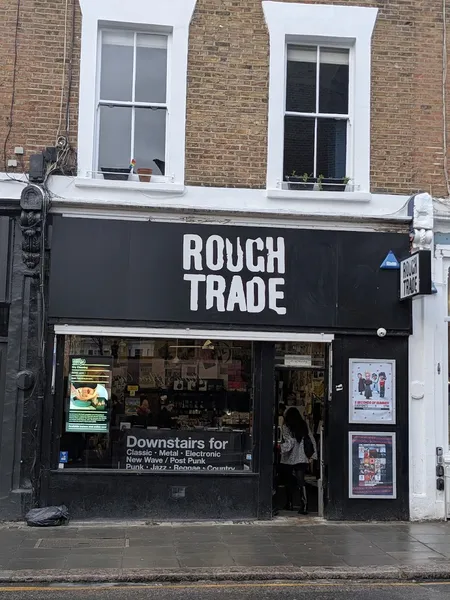 ROUGH
TRADE
ROUGH
TRADE
Downstairs for
Classic · Metal · Electronic
New Wave / Post Punk
Punk · Jazz · Reggae · Country